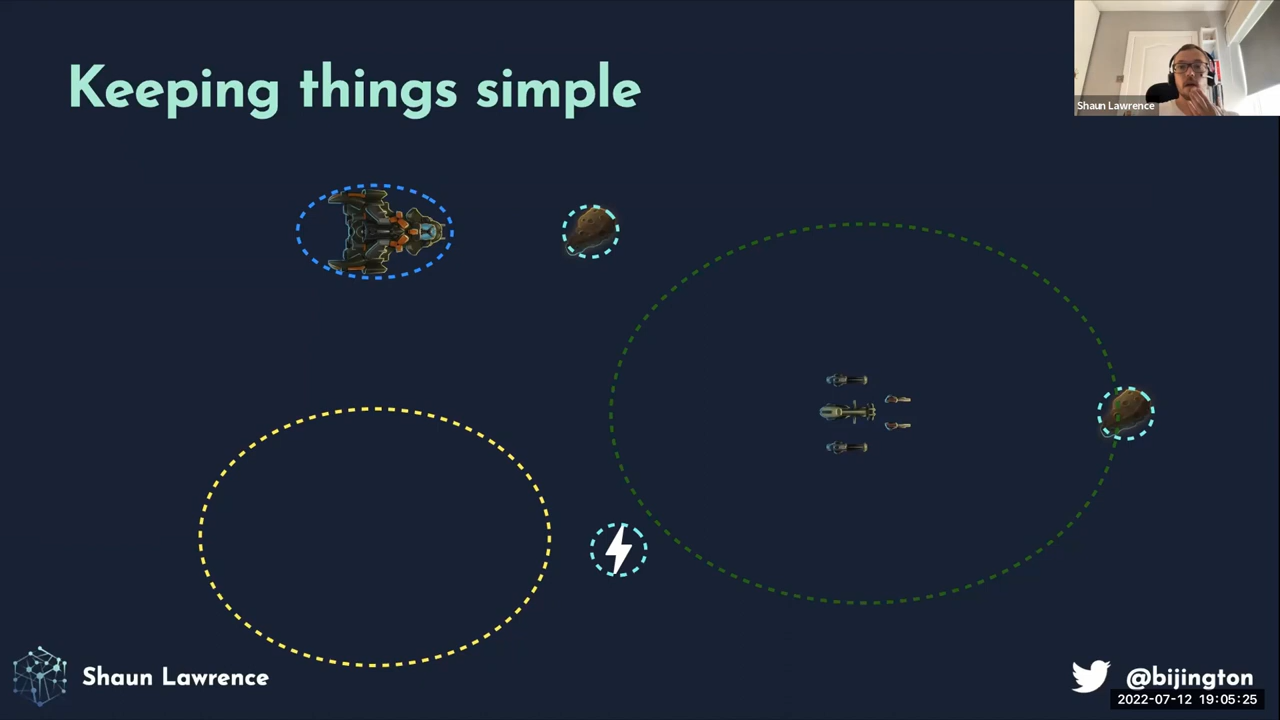 Keeping things simple
Shaun Lawrence
Shaun Lawrence
@bijington
2022-07-12 19:05:25